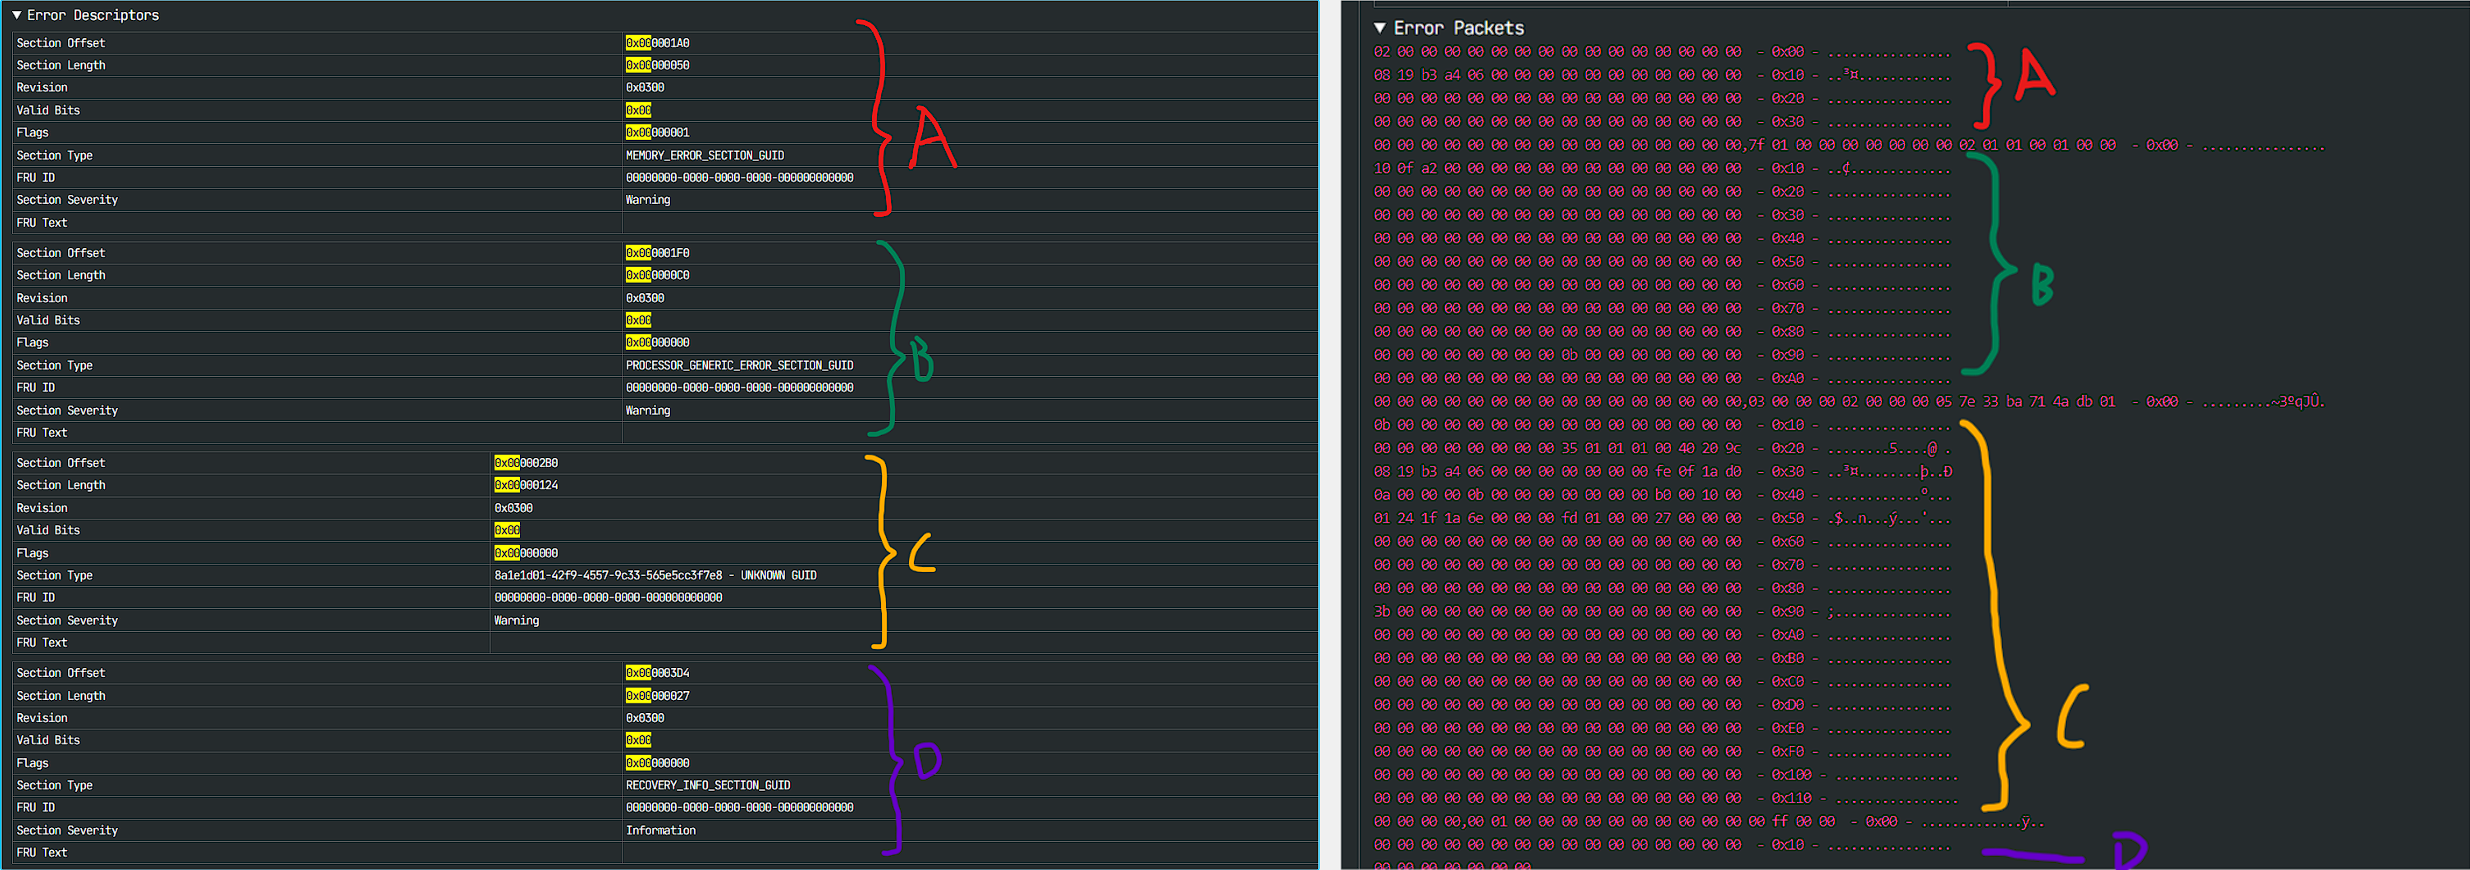 ▼ Error Descriptors
Section Offset 0x000001A0
Section Length 0x00000050
Revision 0x0300
Valid Bits 0x00
Flags 0x00000001
Section Type MEMORY_ERROR_SECTION_GUID
FRU ID 00000000-0000-0000-0000-000000000000
Section Severity Warning
FRU Text
A
Section Offset 0x000001F0
Section Length 0x000000C0
Revision 0x0300
Valid Bits 0x00
Flags 0x00000000
Section Type PROCESSOR_GENERIC_ERROR_SECTION_GUID
FRU ID 00000000-0000-0000-0000-000000000000
Section Severity Warning
FRU Text
B
Section Offset 0x000002B0
Section Length 0x00000124
Revision 0x0300
Valid Bits 0x00
Flags 0x00000000
Section Type 8a1e1d01-42f9-4557-9c33-565e5cc3f7e8 - UNKNOWN GUID
FRU ID 00000000-0000-0000-0000-000000000000
Section Severity Warning
FRU Text
C
Section Offset 0x000003D4
Section Length 0x00000027
Revision 0x0300
Valid Bits 0x00
Flags 0x00000000
Section Type RECOVERY_INFO_SECTION_GUID
FRU ID 00000000-0000-0000-0000-000000000000
Section Severity Information
FRU Text
D
▼ Error Packets
02 00 00 00 00 00 00 00 00 00 00 00 00 00 00 00 - 0x00 - ................
08 19 b3 a4 06 00 00 00 00 00 00 00 00 00 00 00 - 0x10 - ..³¤............
00 00 00 00 00 00 00 00 00 00 00 00 00 00 00 00 - 0x20 - ................
00 00 00 00 00 00 00 00 00 00 00 00 00 00 00 00 - 0x30 - ................
A
00 00 00 00 00 00 00 00 00 00 00 00 00 00 00 00,7f 01 00 00 00 00 00 00 00 02 01 01 00 01 00 00 - 0x00 - ................
10 0f a2 00 00 00 00 00 00 00 00 00 00 00 00 00 - 0x10 - ..¢.............
00 00 00 00 00 00 00 00 00 00 00 00 00 00 00 00 - 0x20 - ................
00 00 00 00 00 00 00 00 00 00 00 00 00 00 00 00 - 0x30 - ................
00 00 00 00 00 00 00 00 00 00 00 00 00 00 00 00 - 0x40 - ................
00 00 00 00 00 00 00 00 00 00 00 00 00 00 00 00 - 0x50 - ................
00 00 00 00 00 00 00 00 00 00 00 00 00 00 00 00 - 0x60 - ................
00 00 00 00 00 00 00 00 00 00 00 00 00 00 00 00 - 0x70 - ................
00 00 00 00 00 00 00 00 00 00 00 00 00 00 00 00 - 0x80 - ................
00 00 00 00 00 00 00 00 0b 00 00 00 00 00 00 00 - 0x90 - ................
00 00 00 00 00 00 00 00 00 00 00 00 00 00 00 00 - 0xA0 - ................
B
00 00 00 00 00 00 00 00 00 00 00 00 00 00 00 00,03 00 00 00 02 00 00 00 05 7e 33 ba 71 4a db 01 - 0x00 - .........~3ºqJÛ.
0b 00 00 00 00 00 00 00 00 00 00 00 00 00 00 00 - 0x10 - ................
00 00 00 00 00 00 00 00 35 01 01 01 00 40 20 9c - 0x20 - ........5....@ .
08 19 b3 a4 06 00 00 00 00 00 00 00 fe 0f 1a d0 - 0x30 - ..³¤........þ..Ð
0a 00 00 00 0b 00 00 00 00 00 00 00 b0 00 10 00 - 0x40 - ............°...
01 24 1f 1a 6e 00 00 00 fd 01 00 00 27 00 00 00 - 0x50 - .$..n...ý...'...
00 00 00 00 00 00 00 00 00 00 00 00 00 00 00 00 - 0x60 - ................
00 00 00 00 00 00 00 00 00 00 00 00 00 00 00 00 - 0x70 - ................
00 00 00 00 00 00 00 00 00 00 00 00 00 00 00 00 - 0x80 - ................
3b 00 00 00 00 00 00 00 00 00 00 00 00 00 00 00 - 0x90 - ;...............
00 00 00 00 00 00 00 00 00 00 00 00 00 00 00 00 - 0xA0 - ................
00 00 00 00 00 00 00 00 00 00 00 00 00 00 00 00 - 0xB0 - ................
00 00 00 00 00 00 00 00 00 00 00 00 00 00 00 00 - 0xC0 - ................
00 00 00 00 00 00 00 00 00 00 00 00 00 00 00 00 - 0xD0 - ................
00 00 00 00 00 00 00 00 00 00 00 00 00 00 00 00 - 0xE0 - ................
00 00 00 00 00 00 00 00 00 00 00 00 00 00 00 00 - 0xF0 - ................
00 00 00 00 00 00 00 00 00 00 00 00 00 00 00 00 - 0x100 - ................
00 00 00 00 00 00 00 00 00 00 00 00 00 00 00 00 - 0x110 - ................
C
00 00 00 00,00 01 00 00 00 00 00 00 00 00 00 00 00 ff 00 00 - 0x00 - .............ÿ..
00 00 00 00 00 00 00 00 00 00 00 00 00 00 00 00 - 0x10 - ................
D
00 00 00 00 00 00 00